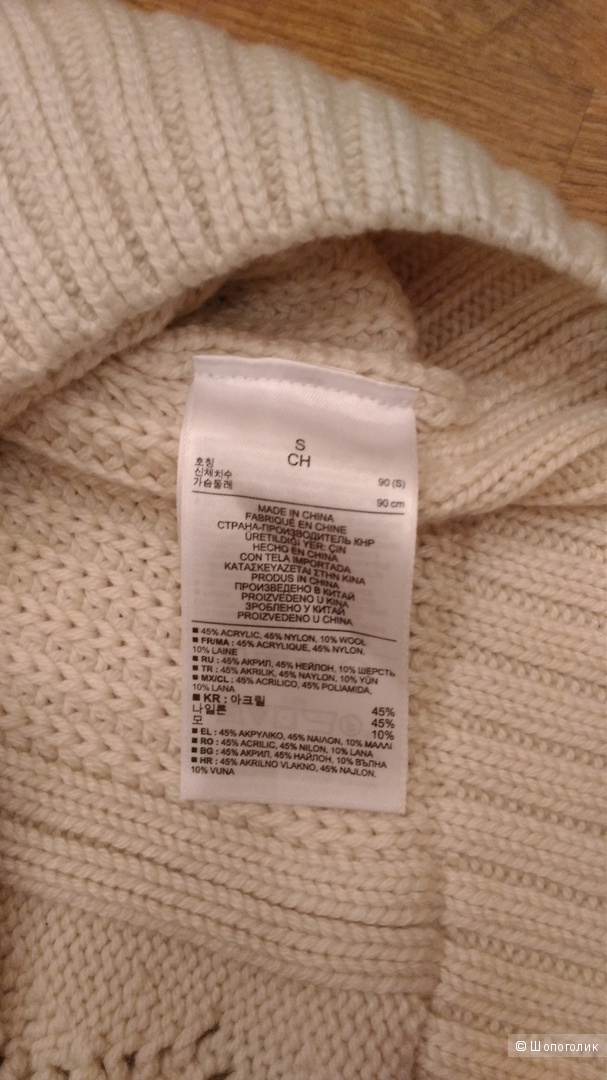 S
CH
호칭
신체치수 90 (S)
가슴둘레 90 cm
MADE IN CHINA
FABRIQUÉ EN CHINE
СТРАНА-ПРОИЗВОДИТЕЛЬ КНР
ÜRETILDIĞI YER: ÇIN
HECHO EN CHINA
CON TELA IMPORTADA
ΚΑΤΑΣΚΕΥΑΖΕΤΑΙ ΣΤΗΝ ΚΙΝΑ
PRODUS IN CHINA
ПРОИЗВЕДЕНО В КИТАЙ
PROIZVEDENO U KINA
ЗРОБЛЕНО У КИТАЙ
PROIZVEDENO U CHINA
■ 45% ACRYLIC, 45% NYLON, 10% WOOL
■ FR/MA : 45% ACRYLIQUE, 45% NYLON,
10% LAINE
■ RU : 45% АКРИЛ, 45% НЕЙЛОН, 10% ШЕРСТЬ
■ TR : 45% AKRILIK, 45% NAYLON, 10% YÜN
■ MX/CL : 45% ACRILICO, 45% POLIAMIDA,
10% LANA
■ KR : 아크릴 45%
나일론 45%
모 10%
■ EL : 45% ΑΚΡΥΛΙΚΟ, 45% ΝΑΙΛΟΝ, 10% ΜΑΛΛΙ
■ RO : 45% ACRILIC, 45% NILON, 10% LANA
■ BG : 45% АКРИЛ, 45% НАЙЛОН, 10% ВЪЛНА
■ HR : 45% AKRILNO VLAKNO, 45% NAJLON,
10% VUNA
© Шопоголик